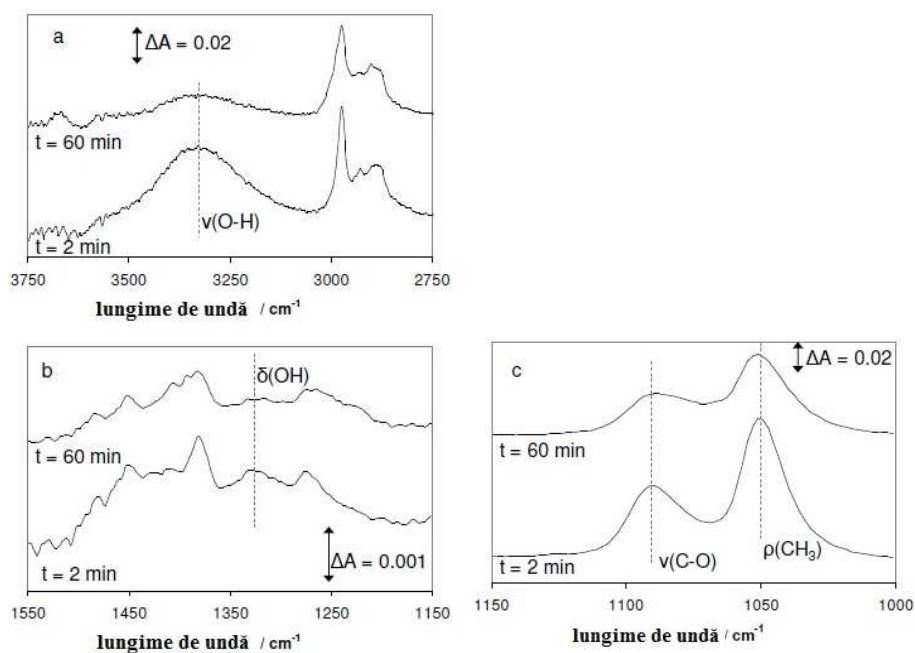 a
ΔA = 0.02
t = 60 min
ν(O-H)
t = 2 min
3750 3500 3250 3000 2750
lungime de undă / cm-1
b
δ(OH)
t = 60 min
t = 2 min
ΔA = 0.001
1550 1450 1350 1250 1150
lungime de undă / cm-1
c
ΔA = 0.02
t = 60 min
t = 2 min
ν(C-O)
ρ(CH3)
1150 1100 1050 1000
lungime de undă / cm-1